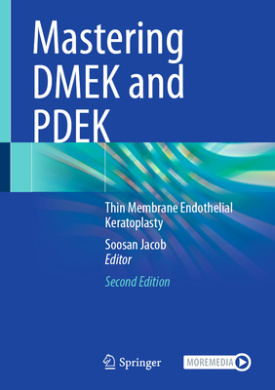 Mastering
DMEK and
PDEK
Thin Membrane Endothelial
Keratoplasty
Soosan Jacob
Editor
Second Edition
Springer
MOREMEDIA